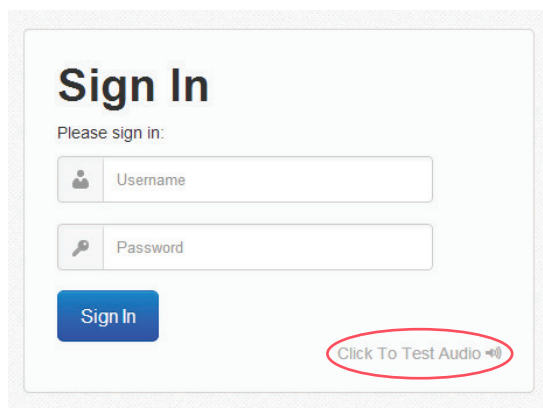 Sign In
Please sign in:
Username
Password
Sign In
Click To Test Audio